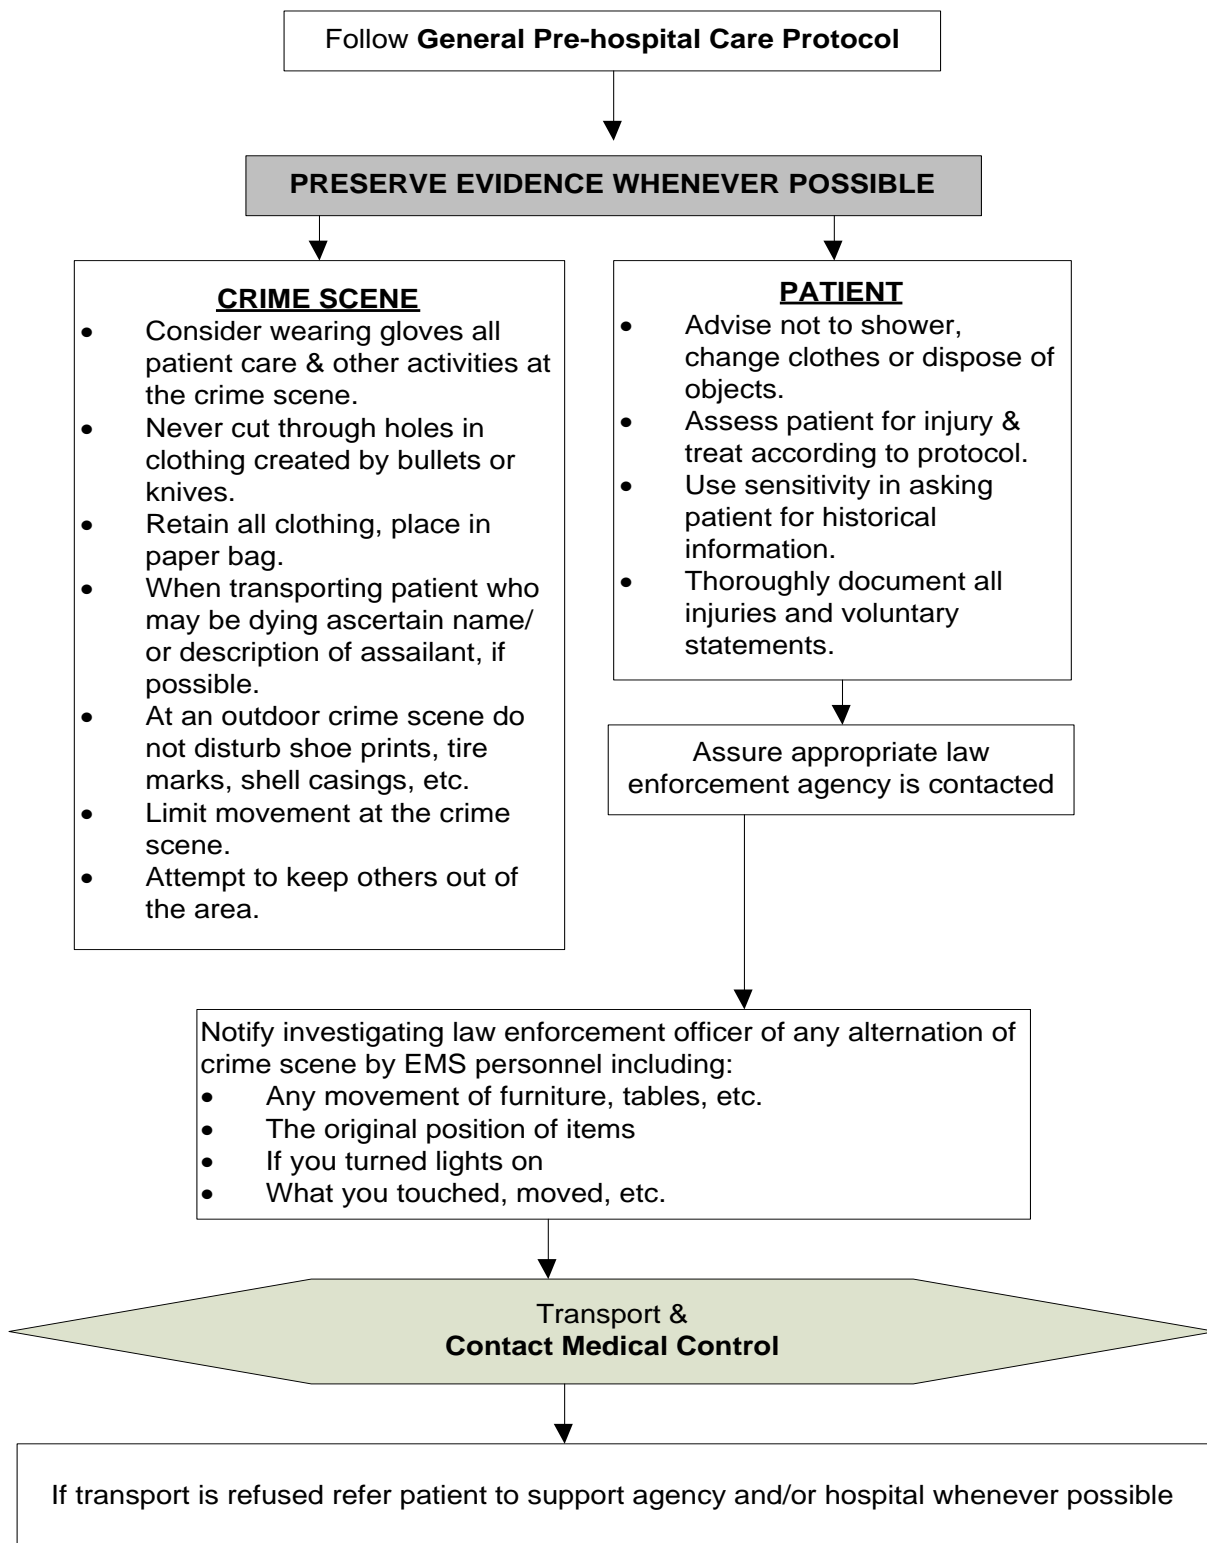 Follow General Pre-hospital Care Protocol
PRESERVE EVIDENCE WHENEVER POSSIBLE
CRIME SCENE
• Consider wearing gloves all
patient care & other activities at
the crime scene.
• Never cut through holes in
clothing created by bullets or
knives.
• Retain all clothing, place in
paper bag.
• When transporting patient who
may be dying ascertain name/
or description of assailant, if
possible.
• At an outdoor crime scene do
not disturb shoe prints, tire
marks, shell casings, etc.
• Limit movement at the crime
scene.
• Attempt to keep others out of
the area.
PATIENT
• Advise not to shower,
change clothes or dispose of
objects.
• Assess patient for injury &
treat according to protocol.
• Use sensitivity in asking
patient for historical
information.
• Thoroughly document all
injuries and voluntary
statements.
Assure appropriate law
enforcement agency is contacted
Notify investigating law enforcement officer of any alternation of
crime scene by EMS personnel including:
• Any movement of furniture, tables, etc.
• The original position of items
• If you turned lights on
• What you touched, moved, etc.
Transport &
Contact Medical Control
If transport is refused refer patient to support agency and/or hospital whenever possible